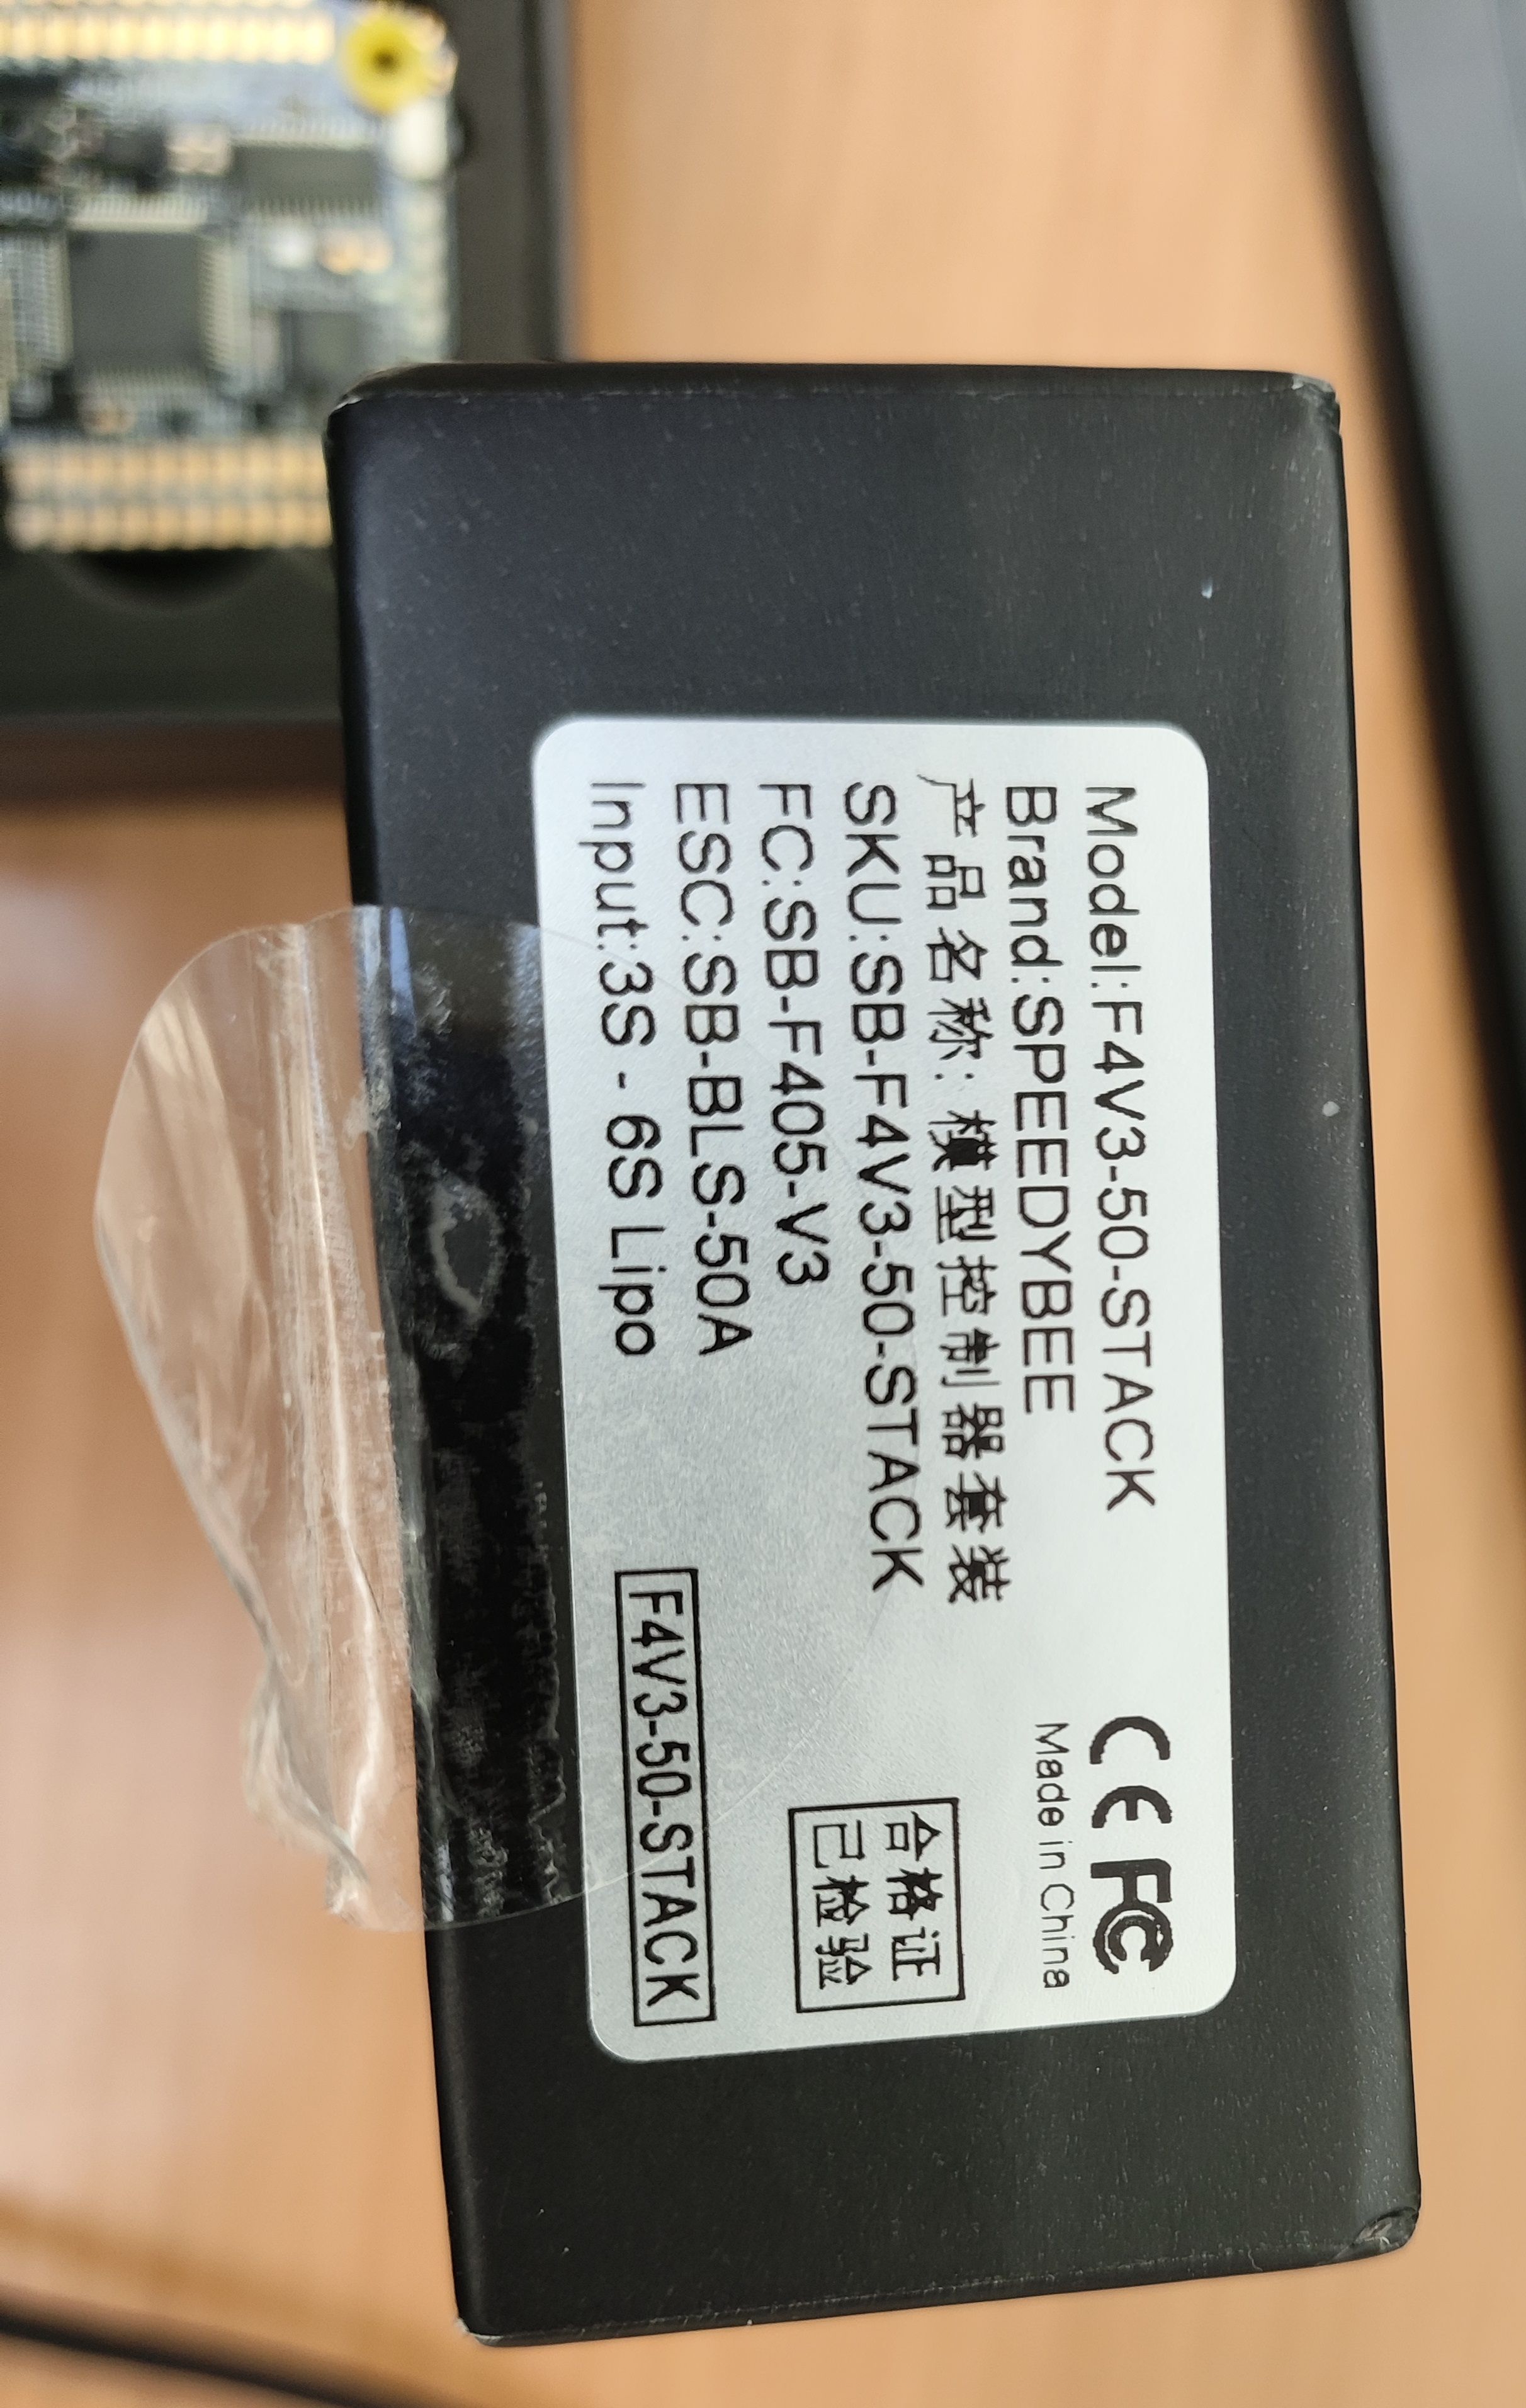 Model:F4V3-50-STACK
Brand:SPEEDYBEE
产品名称: 模型控制器套装
SKU:SB-F4V3-50-STACK
FC:SB-F405-V3
ESC:SB-BLS-50A
Input:3S - 6S Lipo
CE FC
Made in China
合格证
已检验
F4V3-50-STACK